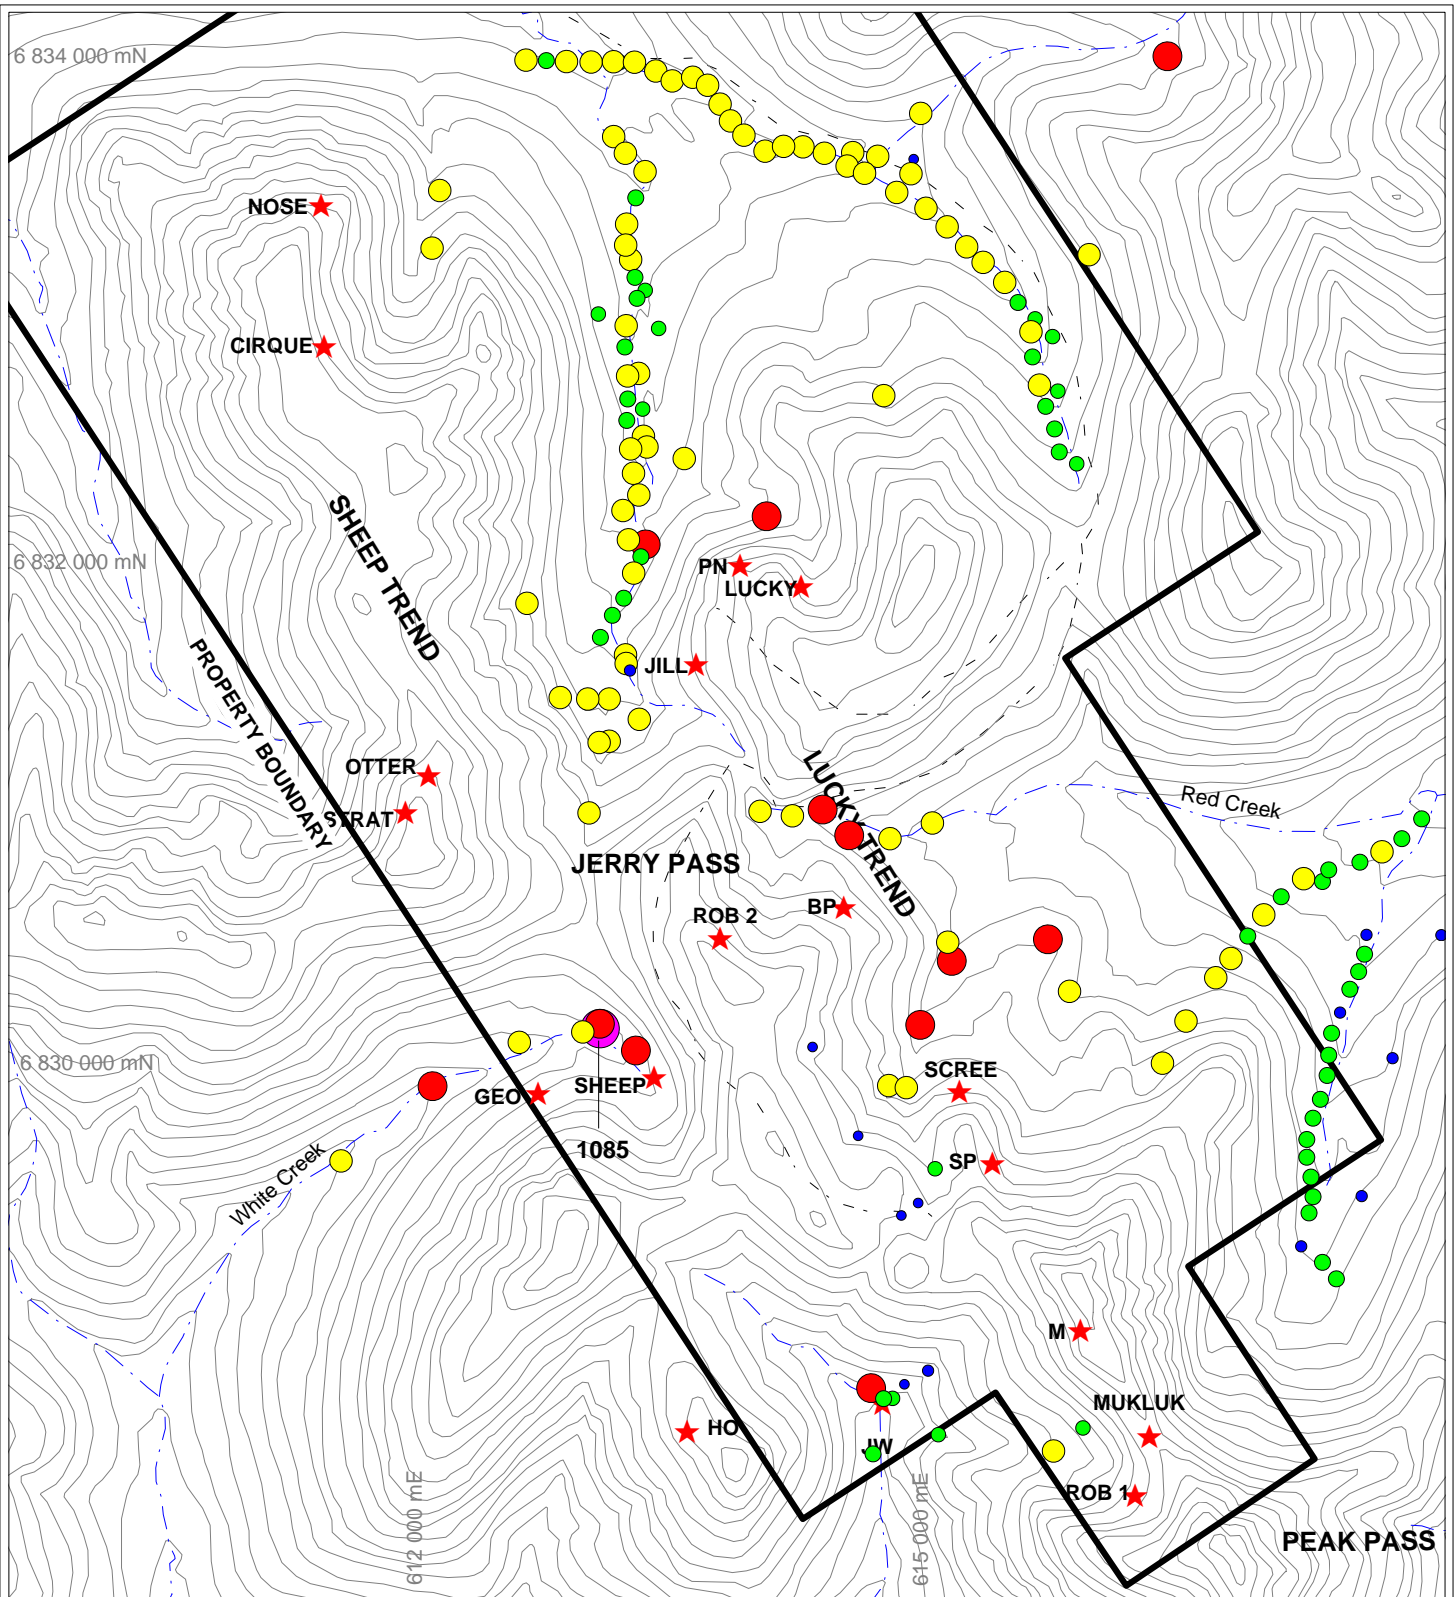 6 834 000 mN
NOSE
CIRQUE
SHEEP TREND
6 832 000 mN
PN
LUCKY
PROPERTY BOUNDARY
JILL
OTTER
STRAT
LUCKY TREND
Red Creek
JERRY PASS
BP
ROB 2
6 830 000 mN
SCREE
SHEEP
GEO
1085
SP
White Creek
M
MUKLUK
HO
JW
612 000 mE
615 000 mE
ROB 1
PEAK PASS